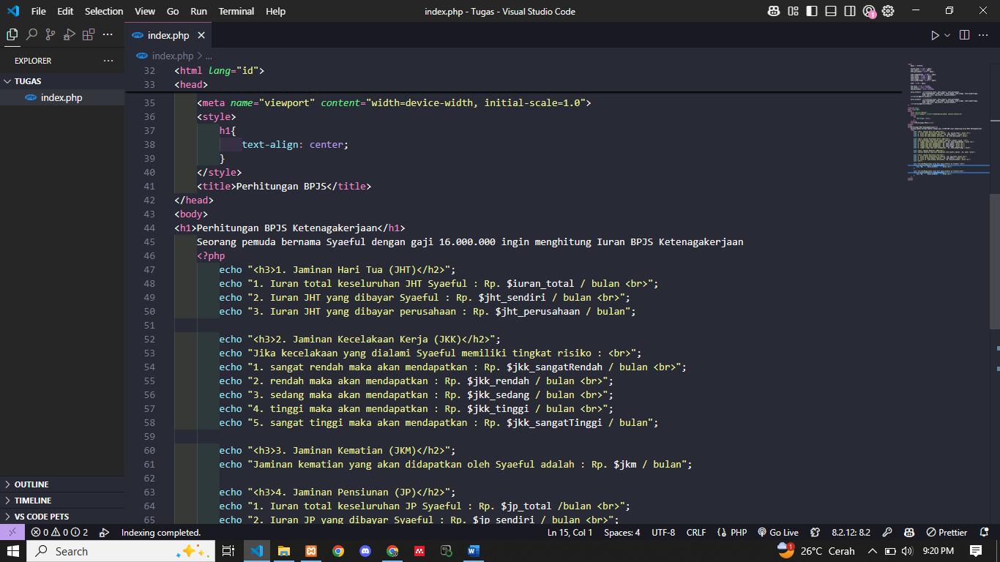 File Edit Selection View Go Run Terminal Help
index.php - Tugas - Visual Studio Code
1
EXPLORER
TUGAS
index.php
index.php
index.php > ...
32 <html lang="id">
33 <head>
35 <meta name="viewport" content="width=device-width, initial-scale=1.0">
36 <style>
37 h1{
38 text-align: center;
39 }
40 </style>
41 <title>Perhitungan BPJS</title>
42 </head>
43 <body>
44 <h1>Perhitungan BPJS Ketenagakerjaan</h1>
45 Seorang pemuda bernama Syaeful dengan gaji 16.000.000 ingin menghitung Iuran BPJS Ketenagakerjaan
46 <?php
47 echo "<h3>1. Jaminan Hari Tua (JHT)</h2>";
48 echo "1. Iuran total keseluruhan JHT Syaeful : Rp. $iuran_total / bulan <br>";
49 echo "2. Iuran JHT yang dibayar Syaeful : Rp. $jht_sendiri / bulan <br>";
50 echo "3. Iuran JHT yang dibayar perusahaan : Rp. $jht_perusahaan / bulan";
51
52 echo "<h3>2. Jaminan Kecelakaan Kerja (JKK)</h2>";
53 echo "Jika kecelakaan yang dialami Syaeful memiliki tingkat risiko : <br>";
54 echo "1. sangat rendah maka akan mendapatkan : Rp. $jkk_sangatRendah / bulan <br>";
55 echo "2. rendah maka akan mendapatkan : Rp. $jkk_rendah / bulan <br>";
56 echo "3. sedang maka akan mendapatkan : Rp. $jkk_sedang / bulan <br>";
57 echo "4. tinggi maka akan mendapatkan : Rp. $jkk_tinggi / bulan <br>";
58 echo "5. sangat tinggi maka akan mendapatkan : Rp. $jkk_sangatTinggi / bulan";
59
60 echo "<h3>3. Jaminan Kematian (JKM)</h2>";
61 echo "Jaminan kematian yang akan didapatkan oleh Syaeful adalah : Rp. $jkm / bulan";
62
63 echo "<h3>4. Jaminan Pensiunan (JP)</h2>";
64 echo "1. Iuran total keseluruhan JP Syaeful : Rp. $jp_total /bulan <br>";
65 echo "2. Iuran JP yang dibayar Syaeful : Rp. $jp_sendiri / bulan <br>";
OUTLINE
TIMELINE
VS CODE PETS
0 0 2 Indexing completed. Ln 15, Col 1 Spaces: 4 UTF-8 CRLF PHP Go Live 8.2.12: 8.2 Prettier
Search
1 26°C Cerah 9:20 PM